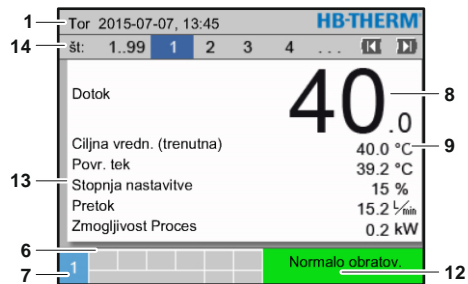 1 Tor 2015-07-07, 13:45 HB-THERM
14 št: 1..99 1 2 3 4 ...
Dotok 40.0 8
Ciljna vredn. (trenutna) 40.0 °C 9
Povr. tek 39.2 °C
13 Stopnja nastavitve 15 %
Pretok 15.2 L/min
Zmogljivost Proces 0.2 kW
6
7 1 Normalo obratov. 12